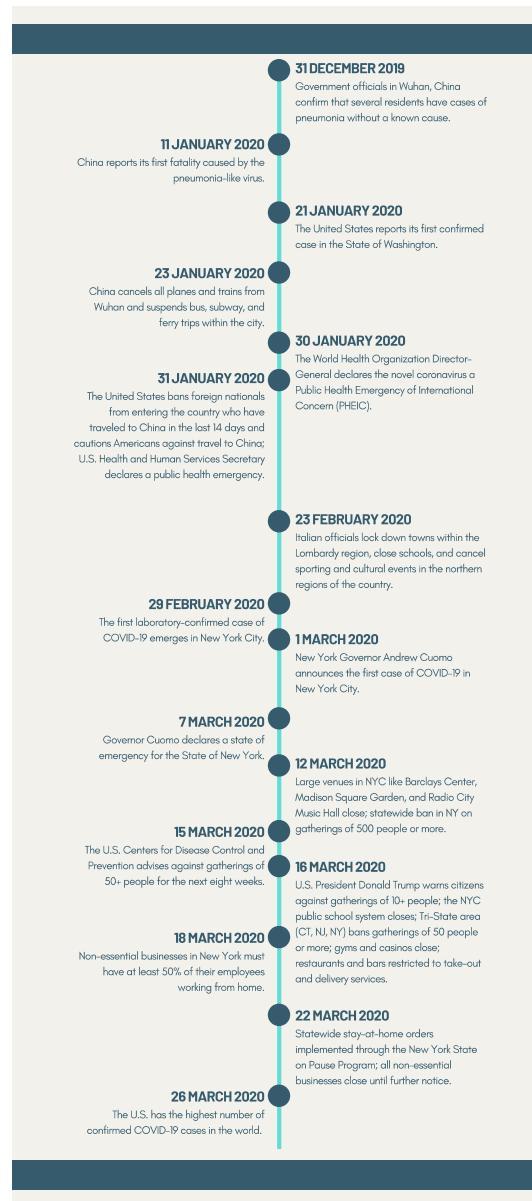 31 DECEMBER 2019
Government officials in Wuhan, China
confirm that several residents have cases of
pneumonia without a known cause.
11 JANUARY 2020
China reports its first fatality caused by the
pneumonia-like virus.
21 JANUARY 2020
The United States reports its first confirmed
case in the State of Washington.
23 JANUARY 2020
China cancels all planes and trains from
Wuhan and suspends bus, subway, and
ferry trips within the city.
30 JANUARY 2020
The World Health Organization Director-
General declares the novel coronavirus a
Public Health Emergency of International
Concern (PHEIC).
31 JANUARY 2020
The United States bans foreign nationals
from entering the country who have
traveled to China in the last 14 days and
cautions Americans against travel to China;
U.S. Health and Human Services Secretary
declares a public health emergency.
23 FEBRUARY 2020
Italian officials lock down towns within the
Lombardy region, close schools, and cancel
sporting and cultural events in the northern
regions of the country.
29 FEBRUARY 2020
The first laboratory-confirmed case of
COVID-19 emerges in New York City.
1 MARCH 2020
New York Governor Andrew Cuomo
announces the first case of COVID-19 in
New York City.
7 MARCH 2020
Governor Cuomo declares a state of
emergency for the State of New York.
12 MARCH 2020
Large venues in NYC like Barclays Center,
Madison Square Garden, and Radio City
Music Hall close; statewide ban in NY on
gatherings of 500 people or more.
15 MARCH 2020
The U.S. Centers for Disease Control and
Prevention advises against gatherings of
50+ people for the next eight weeks.
16 MARCH 2020
U.S. President Donald Trump warns citizens
against gatherings of 10+ people; the NYC
public school system closes; Tri-State area
(CT, NJ, NY) bans gatherings of 50 people
or more; gyms and casinos close;
restaurants and bars restricted to take-out
and delivery services.
18 MARCH 2020
Non-essential businesses in New York must
have at least 50% of their employees
working from home.
22 MARCH 2020
Statewide stay-at-home orders
implemented through the New York State
on Pause Program; all non-essential
businesses close until further notice.
26 MARCH 2020
The U.S. has the highest number of
confirmed COVID-19 cases in the world.